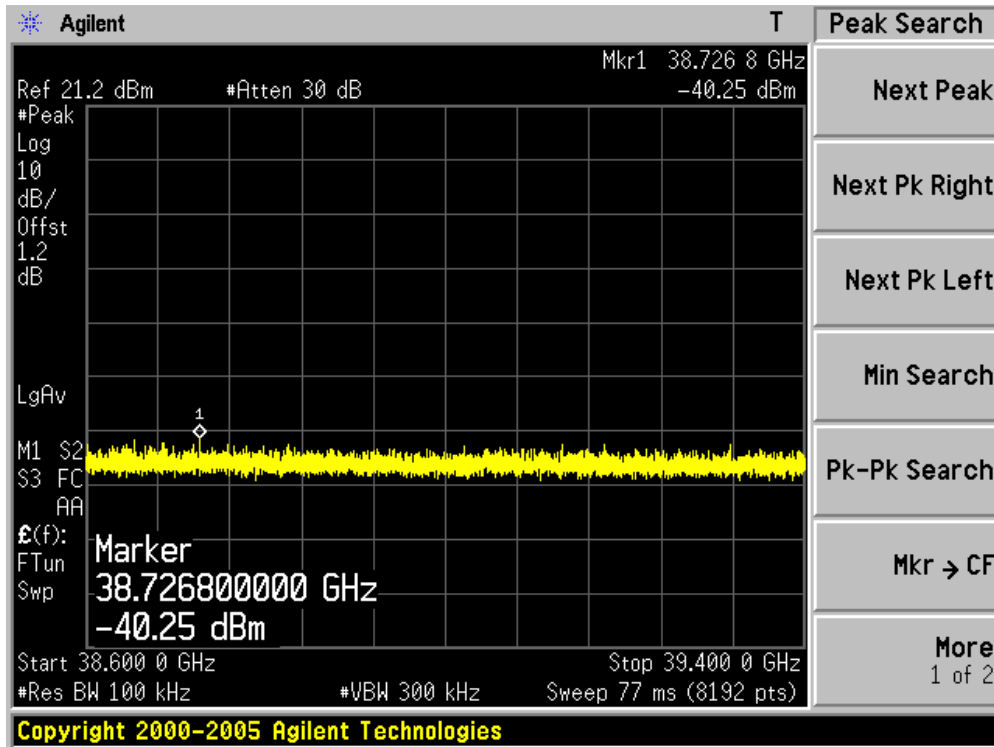 Agilent T
Peak Search
Mkr1 38.726 8 GHz
Ref 21.2 dBm #Atten 30 dB -40.25 dBm
#Peak
Log
10
dB/
Offst
1.2
dB
LgAv
1
M1 S2
S3 FC
AA
£(f):
FTun
Swp
Marker
38.726800000 GHz
-40.25 dBm
Start 38.600 0 GHz Stop 39.400 0 GHz
#Res BW 100 kHz #VBW 300 kHz Sweep 77 ms (8192 pts)
Copyright 2000-2005 Agilent Technologies
Next Peak
Next Pk Right
Next Pk Left
Min Search
Pk-Pk Search
Mkr → CF
More
1 of 2